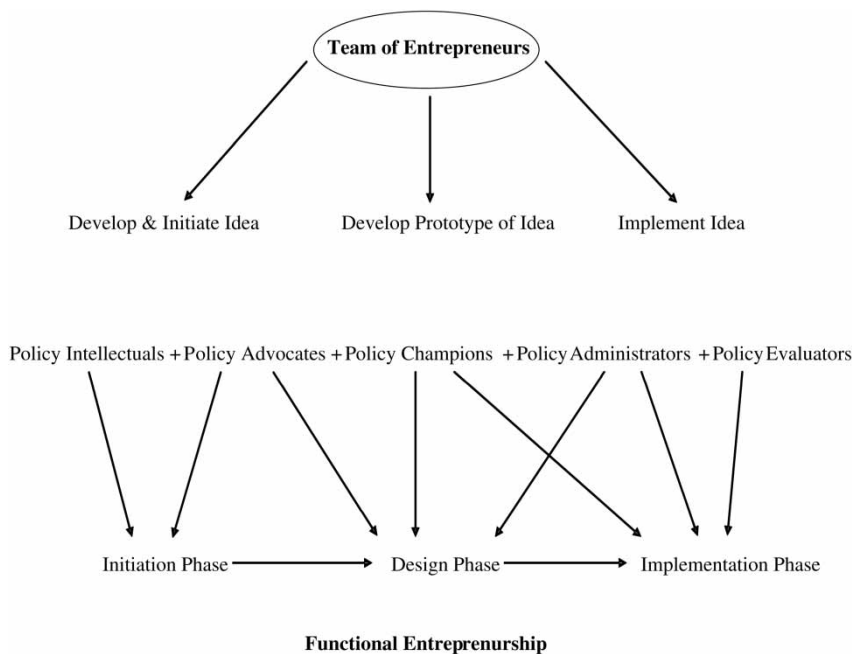 Team of Entrepreneurs
Develop & Initiate Idea Develop Prototype of Idea Implement Idea
Policy Intellectuals + Policy Advocates + Policy Champions + Policy Administrators + Policy Evaluators
Initiation Phase Design Phase Implementation Phase
Functional Entreprenurship